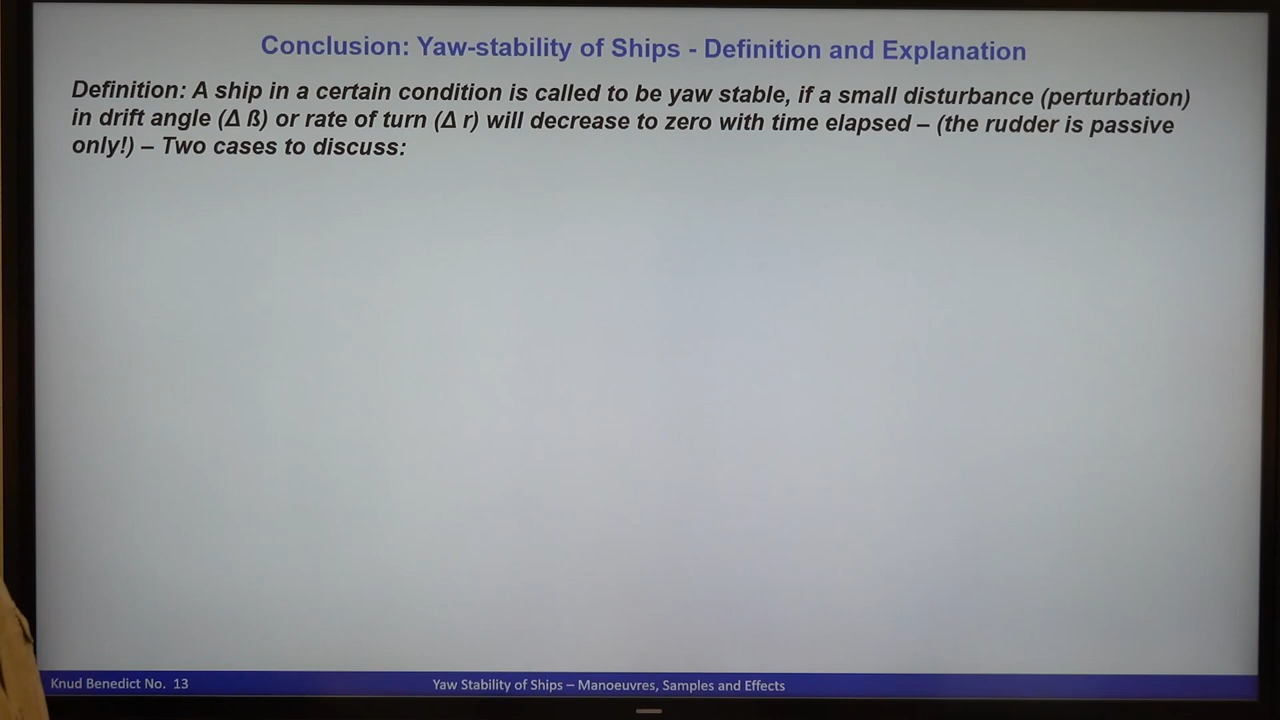 Conclusion: Yaw-stability of Ships - Definition and Explanation
Definition: A ship in a certain condition is called to be yaw stable, if a small disturbance (perturbation)
in drift angle (Δ ß) or rate of turn (Δ r) will decrease to zero with time elapsed – (the rudder is passive
only!) – Two cases to discuss:
Knud Benedict No. 13
Yaw Stability of Ships – Manoeuvres, Samples and Effects